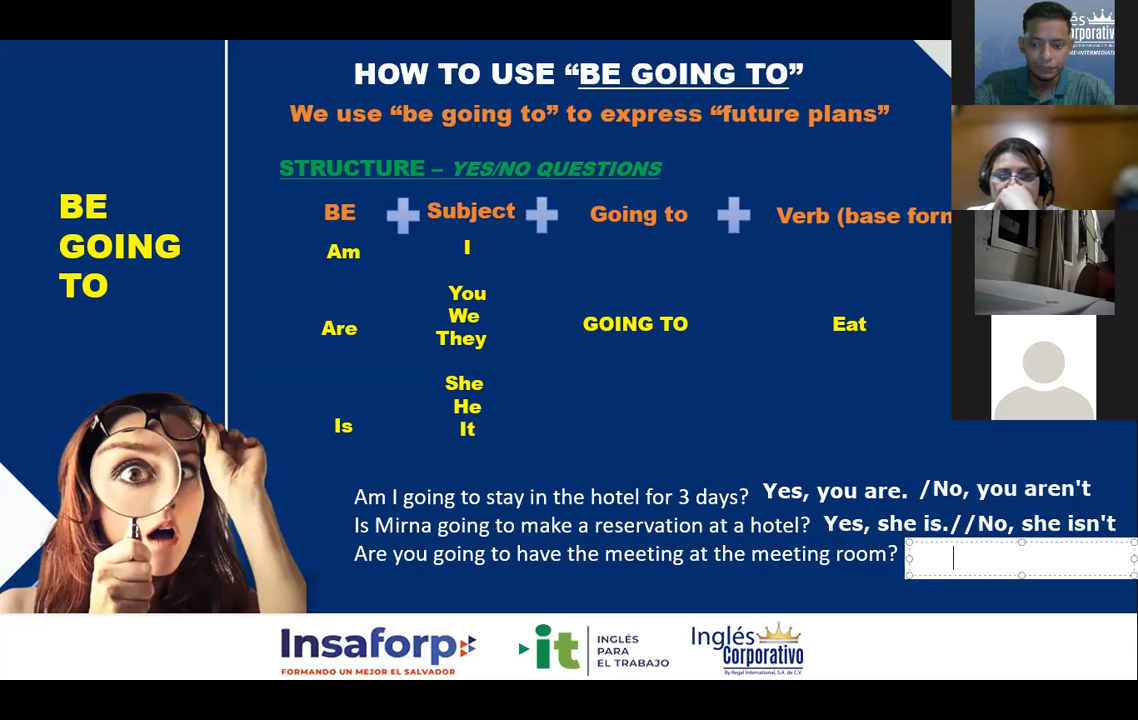 HOW TO USE “BE GOING TO”
We use “be going to” to express “future plans”
STRUCTURE – YES/NO QUESTIONS
BE
GOING
TO
BE Subject Going to Verb (base form
Am I
You
We
They
Are GOING TO Eat
She
He
It
Is
Am I going to stay in the hotel for 3 days? Yes, you are. /No, you aren't
Is Mirna going to make a reservation at a hotel? Yes, she is.//No, she isn't
Are you going to have the meeting at the meeting room?
Insaforp
FORMANDO UN MEJOR EL SALVADOR
it
INGLÉS
PARA
EL TRABAJO
Inglés
Corporativo
By Regal International, S.A. de C.V.